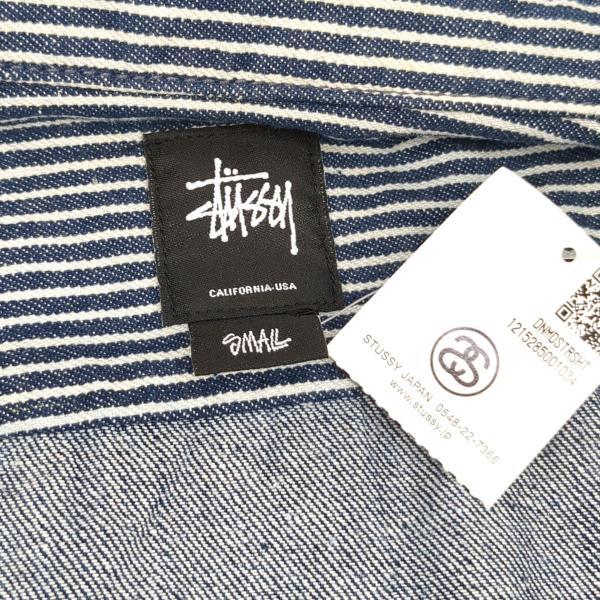 Stüssy
CALIFORNIA-USA
SMALL
DNMDSTRSHT
1215285001034
STUSSY JAPAN 0548-22-7366
www.stussy.jp